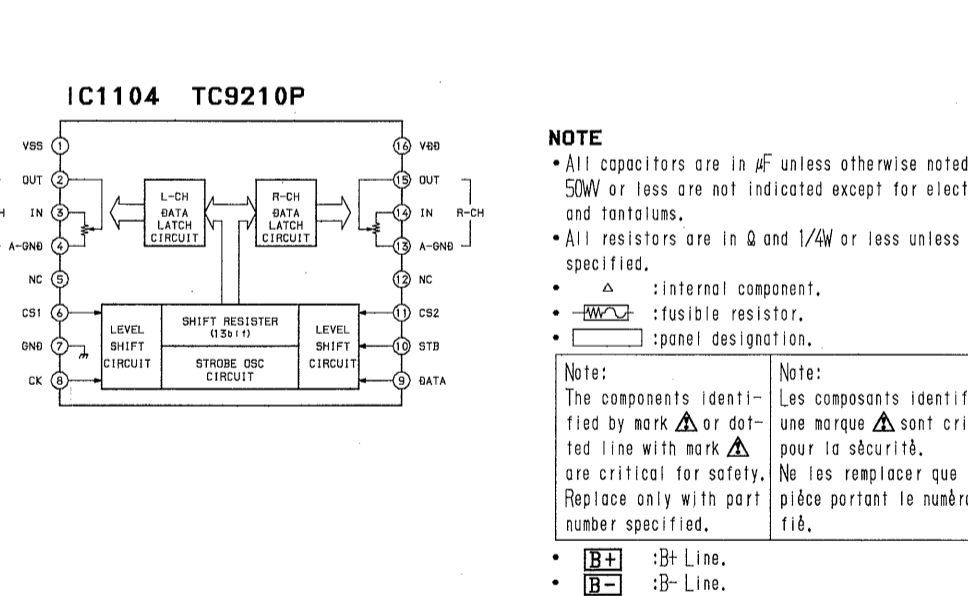 IC1104 TC9210P
VSS 1
OUT 2
IN 3
A-GND 4
NC 5
CS1 6
GND 7
CK 8
16 VDD
15 OUT
14 IN R-CH
13 A-GND
12 NC
11 CS2
10 STB
9 DATA
L-CH
DATA
LATCH
CIRCUIT
R-CH
DATA
LATCH
CIRCUIT
LEVEL
SHIFT
CIRCUIT
SHIFT RESISTER
(13bit)
STROBE OSC
CIRCUIT
LEVEL
SHIFT
CIRCUIT
NOTE
• All capacitors are in μF unless otherwise noted
50WV or less are not indicated except for elect
and tantalums.
• All resistors are in Ω and 1/4W or less unless
specified.
• △ :internal component.
• :fusible resistor.
• :panel designation.
Note:
The components identi-
fied by mark ⚠ or dot-
ted line with mark ⚠
are critical for safety.
Replace only with part
number specified.
Note:
Les composants identif
une marque ⚠ sont cri
pour la sècuritè.
Ne les remplacer que
pièce portant le numèro
fiè.
• B+ :B+ Line.
• B− :B− Line.